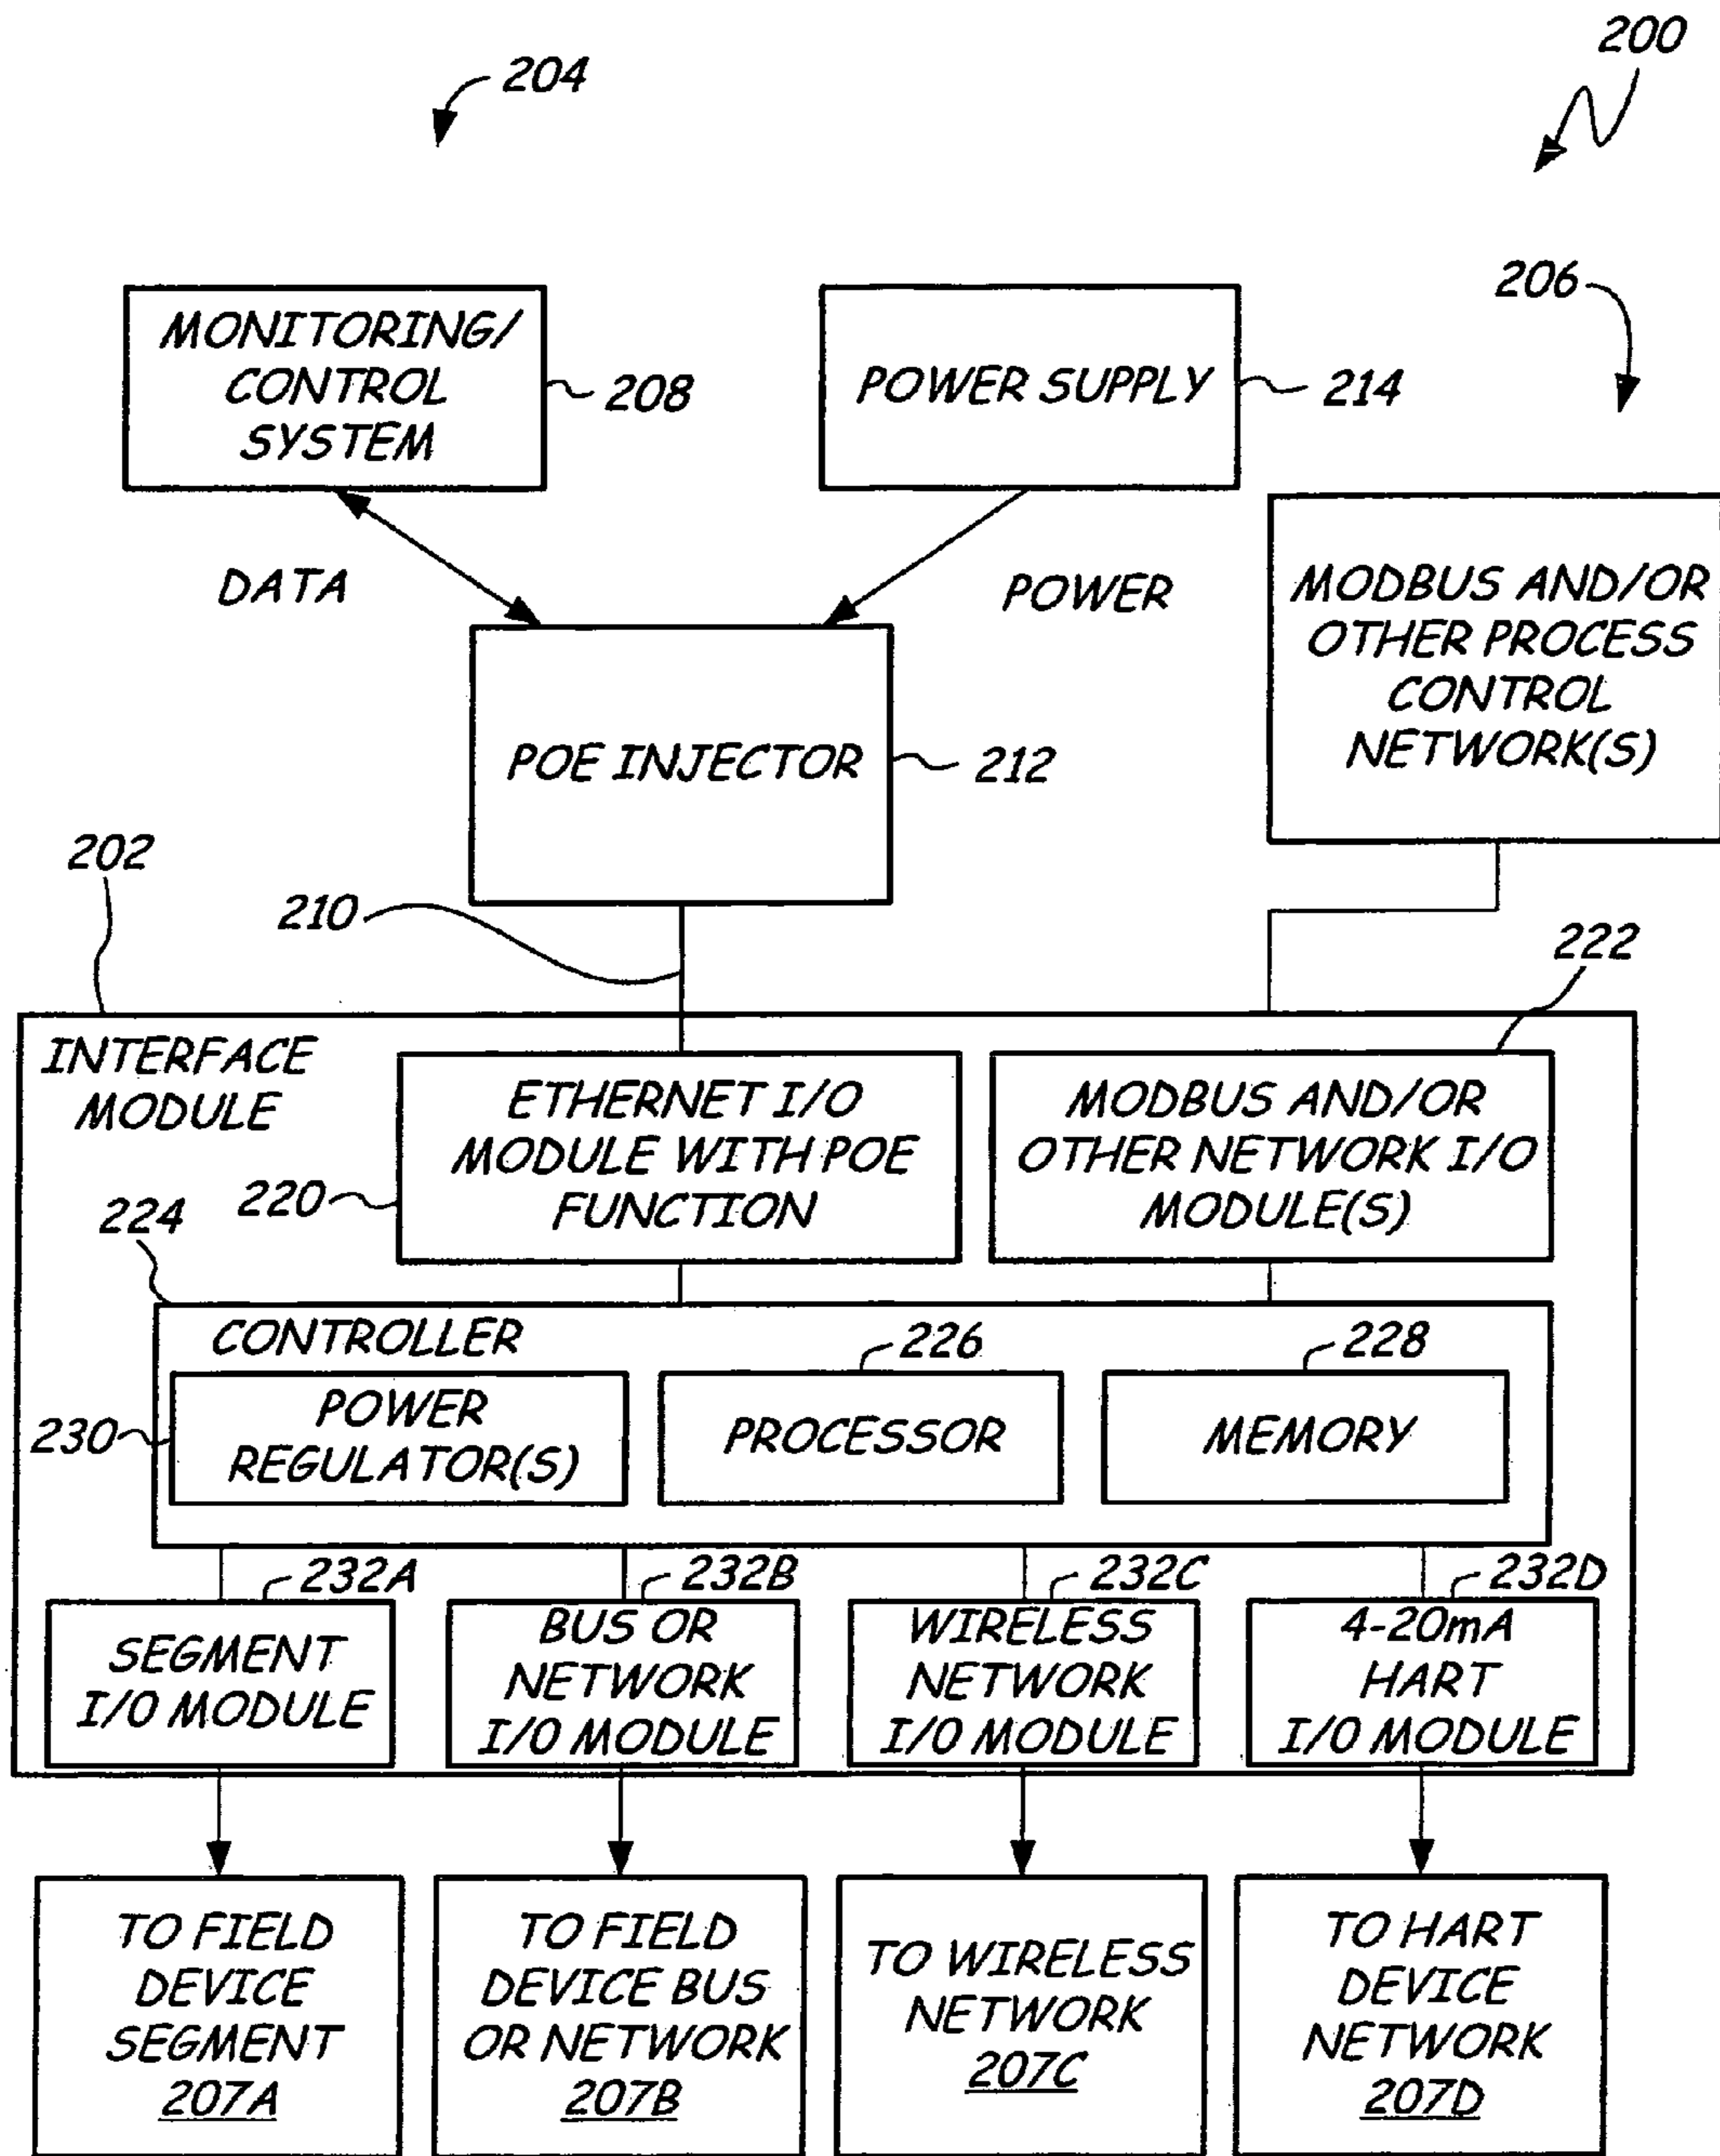 200
204
206
MONITORING/
CONTROL
SYSTEM
208
POWER SUPPLY
214
DATA
POWER
MODBUS AND/OR
OTHER PROCESS
CONTROL
NETWORK(S)
POE INJECTOR
212
202
210
222
INTERFACE
MODULE
ETHERNET I/O
MODULE WITH POE
FUNCTION
220
MODBUS AND/OR
OTHER NETWORK I/O
MODULE(S)
224
CONTROLLER
226
228
230
POWER
REGULATOR(S)
PROCESSOR
MEMORY
232A
232B
232C
232D
SEGMENT
I/O MODULE
BUS OR
NETWORK
I/O MODULE
WIRELESS
NETWORK
I/O MODULE
4-20mA
HART
I/O MODULE
TO FIELD
DEVICE
SEGMENT
207A
TO FIELD
DEVICE BUS
OR NETWORK
207B
TO WIRELESS
NETWORK
207C
TO HART
DEVICE
NETWORK
207D